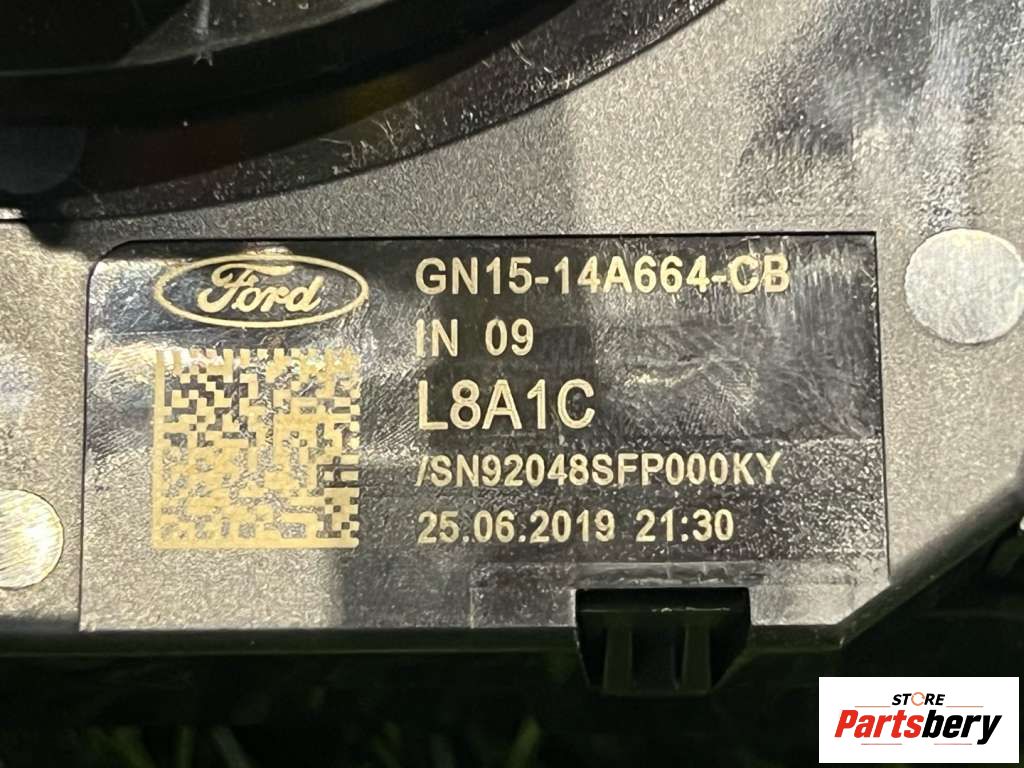 Ford
GN15-14A664-CB
IN 09
L8A1C
/SN92048SFP000KY
25.06.2019 21:30
STORE
Partsbery